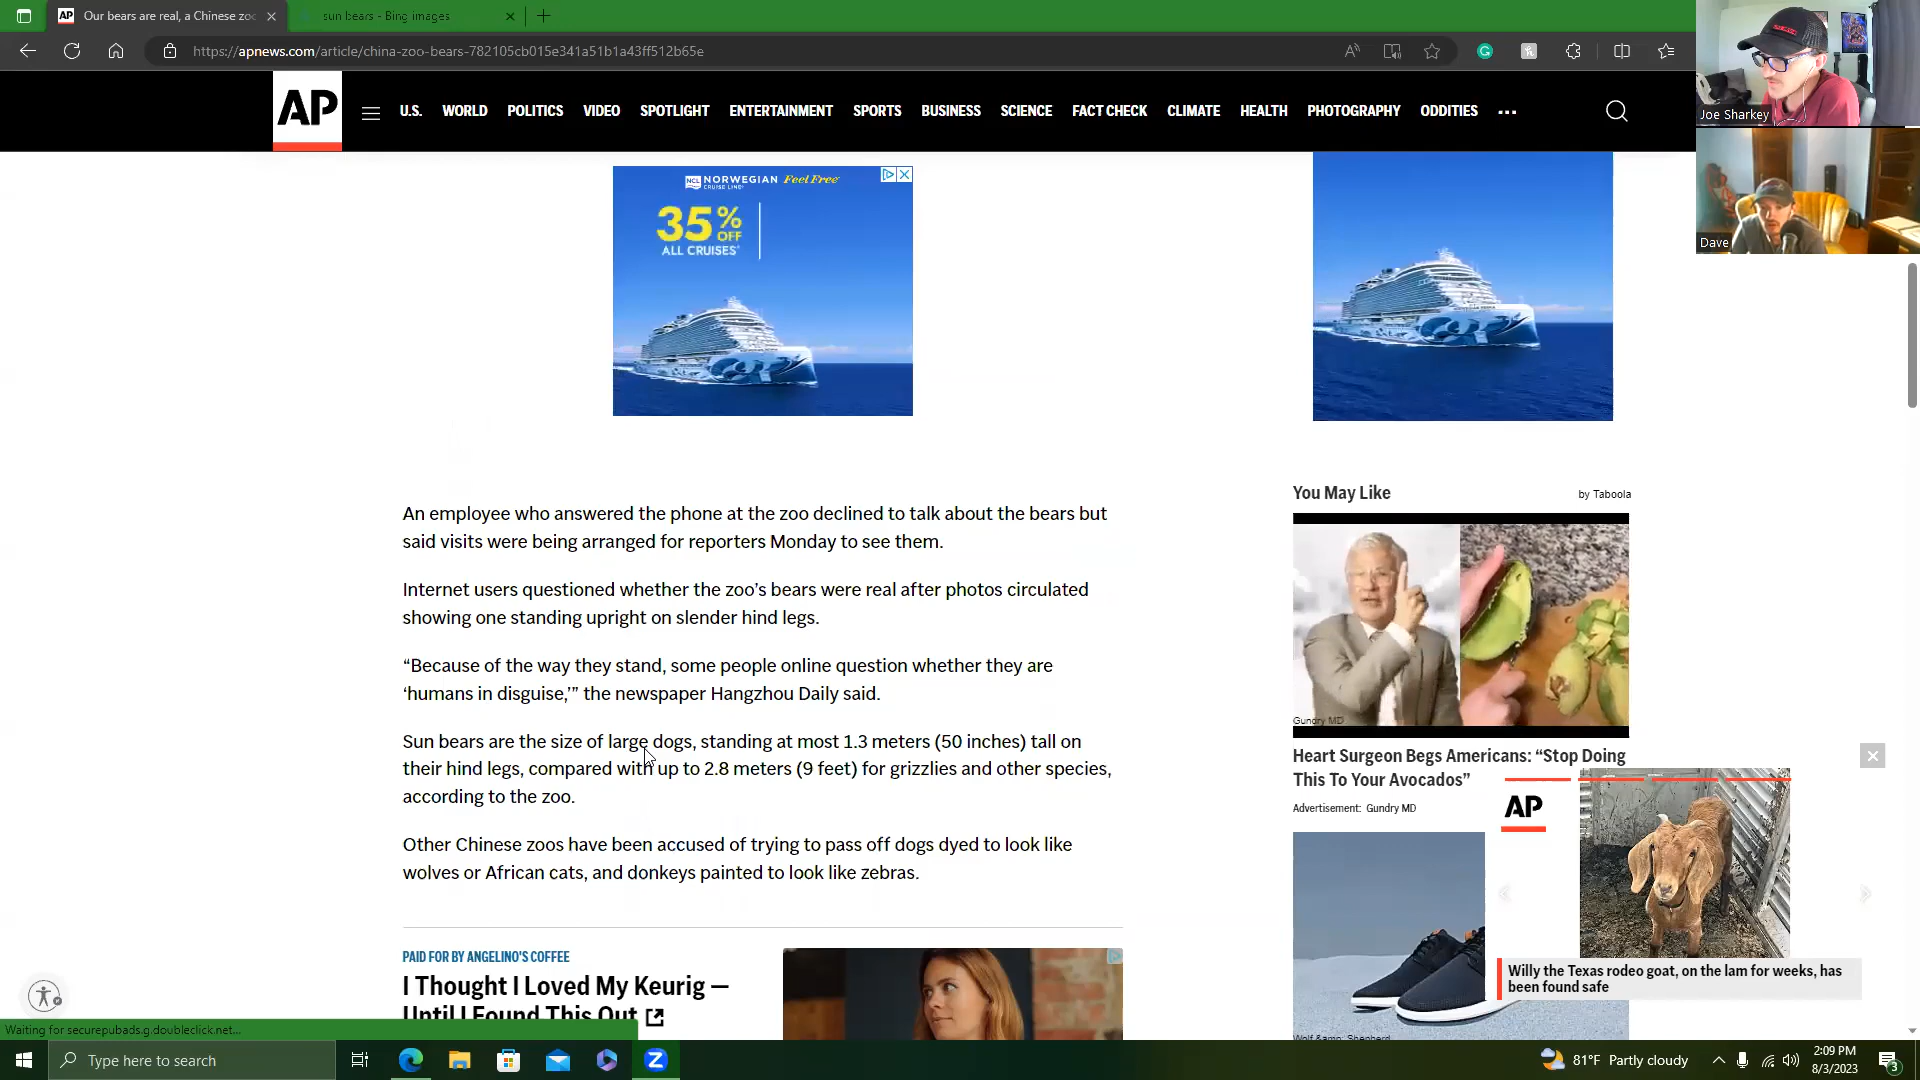 Our bears are real, a Chinese zoo
sun bears - Bing images
https://apnews.com/article/china-zoo-bears-782105cb015e341a51b1a43ff512b65e
AP
U.S. WORLD POLITICS VIDEO SPOTLIGHT ENTERTAINMENT SPORTS BUSINESS SCIENCE FACT CHECK CLIMATE HEALTH PHOTOGRAPHY ODDITIES ...
Joe Sharkey
Dave
NCL NORWEGIAN CRUISE LINE Feel Free
35% OFF
ALL CRUISES
An employee who answered the phone at the zoo declined to talk about the bears but
said visits were being arranged for reporters Monday to see them.
Internet users questioned whether the zoo’s bears were real after photos circulated
showing one standing upright on slender hind legs.
“Because of the way they stand, some people online question whether they are
‘humans in disguise,’” the newspaper Hangzhou Daily said.
Sun bears are the size of large dogs, standing at most 1.3 meters (50 inches) tall on
their hind legs, compared with up to 2.8 meters (9 feet) for grizzlies and other species,
according to the zoo.
Other Chinese zoos have been accused of trying to pass off dogs dyed to look like
wolves or African cats, and donkeys painted to look like zebras.
PAID FOR BY ANGELINO'S COFFEE
I Thought I Loved My Keurig —
Until I Found This Out
You May Like
by Taboola
Gundry MD
Heart Surgeon Begs Americans: “Stop Doing
This To Your Avocados”
Advertisement: Gundry MD
Wolf &amp; Shepherd
AP
Willy the Texas rodeo goat, on the lam for weeks, has
been found safe
Waiting for securepubads.g.doubleclick.net...
Type here to search
81°F Partly cloudy
2:09 PM
8/3/2023
3